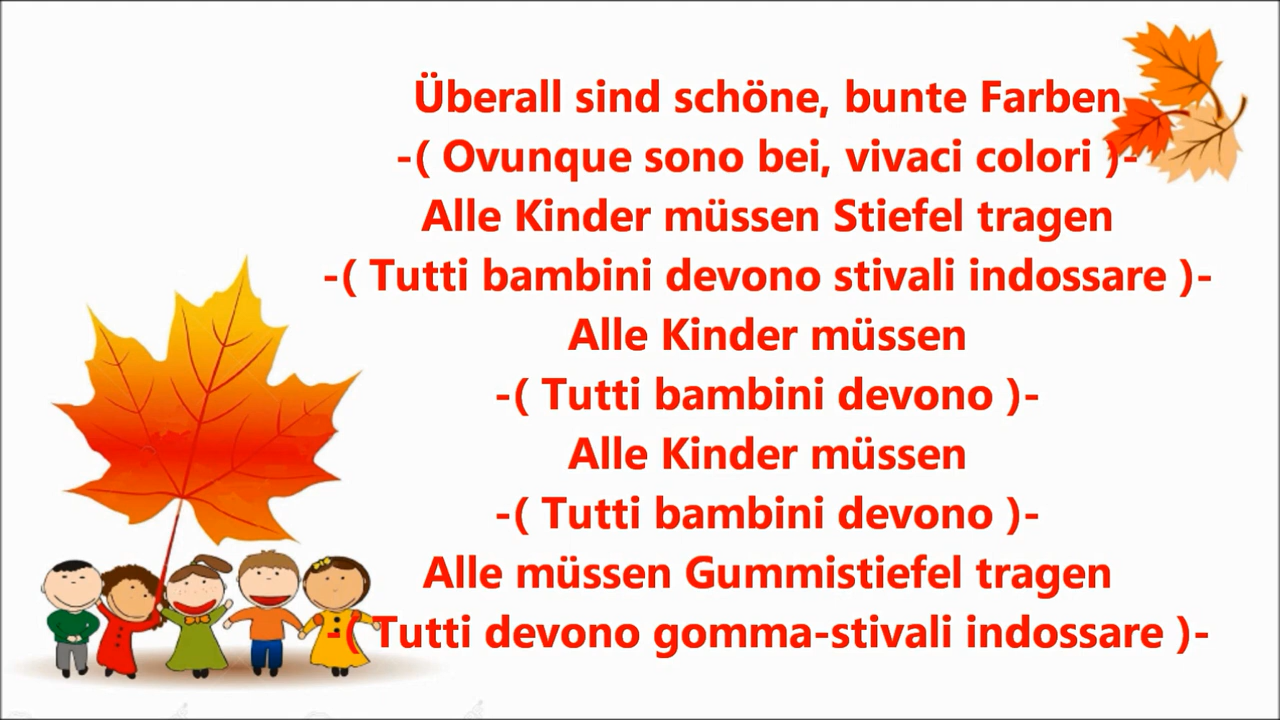 Überall sind schöne, bunte Farben
-( Ovunque sono bei, vivaci colori )-
Alle Kinder müssen Stiefel tragen
-( Tutti bambini devono stivali indossare )-
Alle Kinder müssen
-( Tutti bambini devono )-
Alle Kinder müssen
-( Tutti bambini devono )-
Alle müssen Gummistiefel tragen
-( Tutti devono gomma-stivali indossare )-